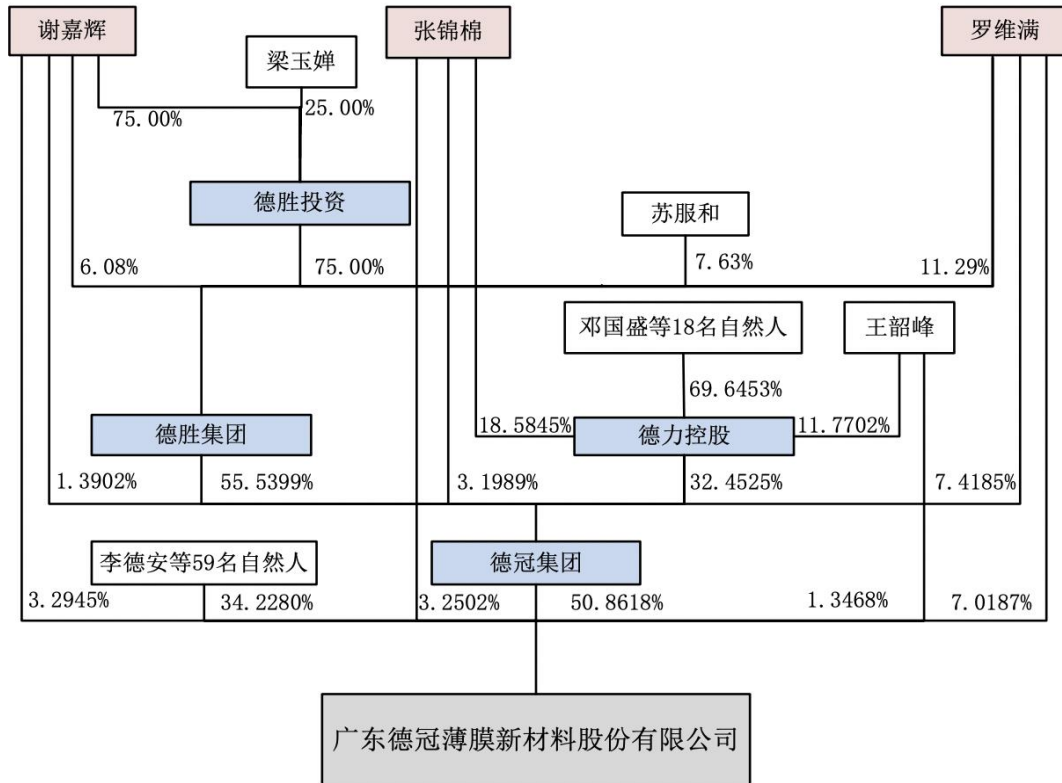 谢嘉辉
张锦棉
罗维满
梁玉婵
75.00%
25.00%
德胜投资
苏服和
6.08%
75.00%
7.63%
11.29%
邓国盛等18名自然人
王韶峰
69.6453%
德胜集团
18.5845%
德力控股
11.7702%
1.3902%
55.5399%
3.1989%
32.4525%
7.4185%
李德安等59名自然人
德冠集团
3.2945%
34.2280%
3.2502%
50.8618%
1.3468%
7.0187%
广东德冠薄膜新材料股份有限公司